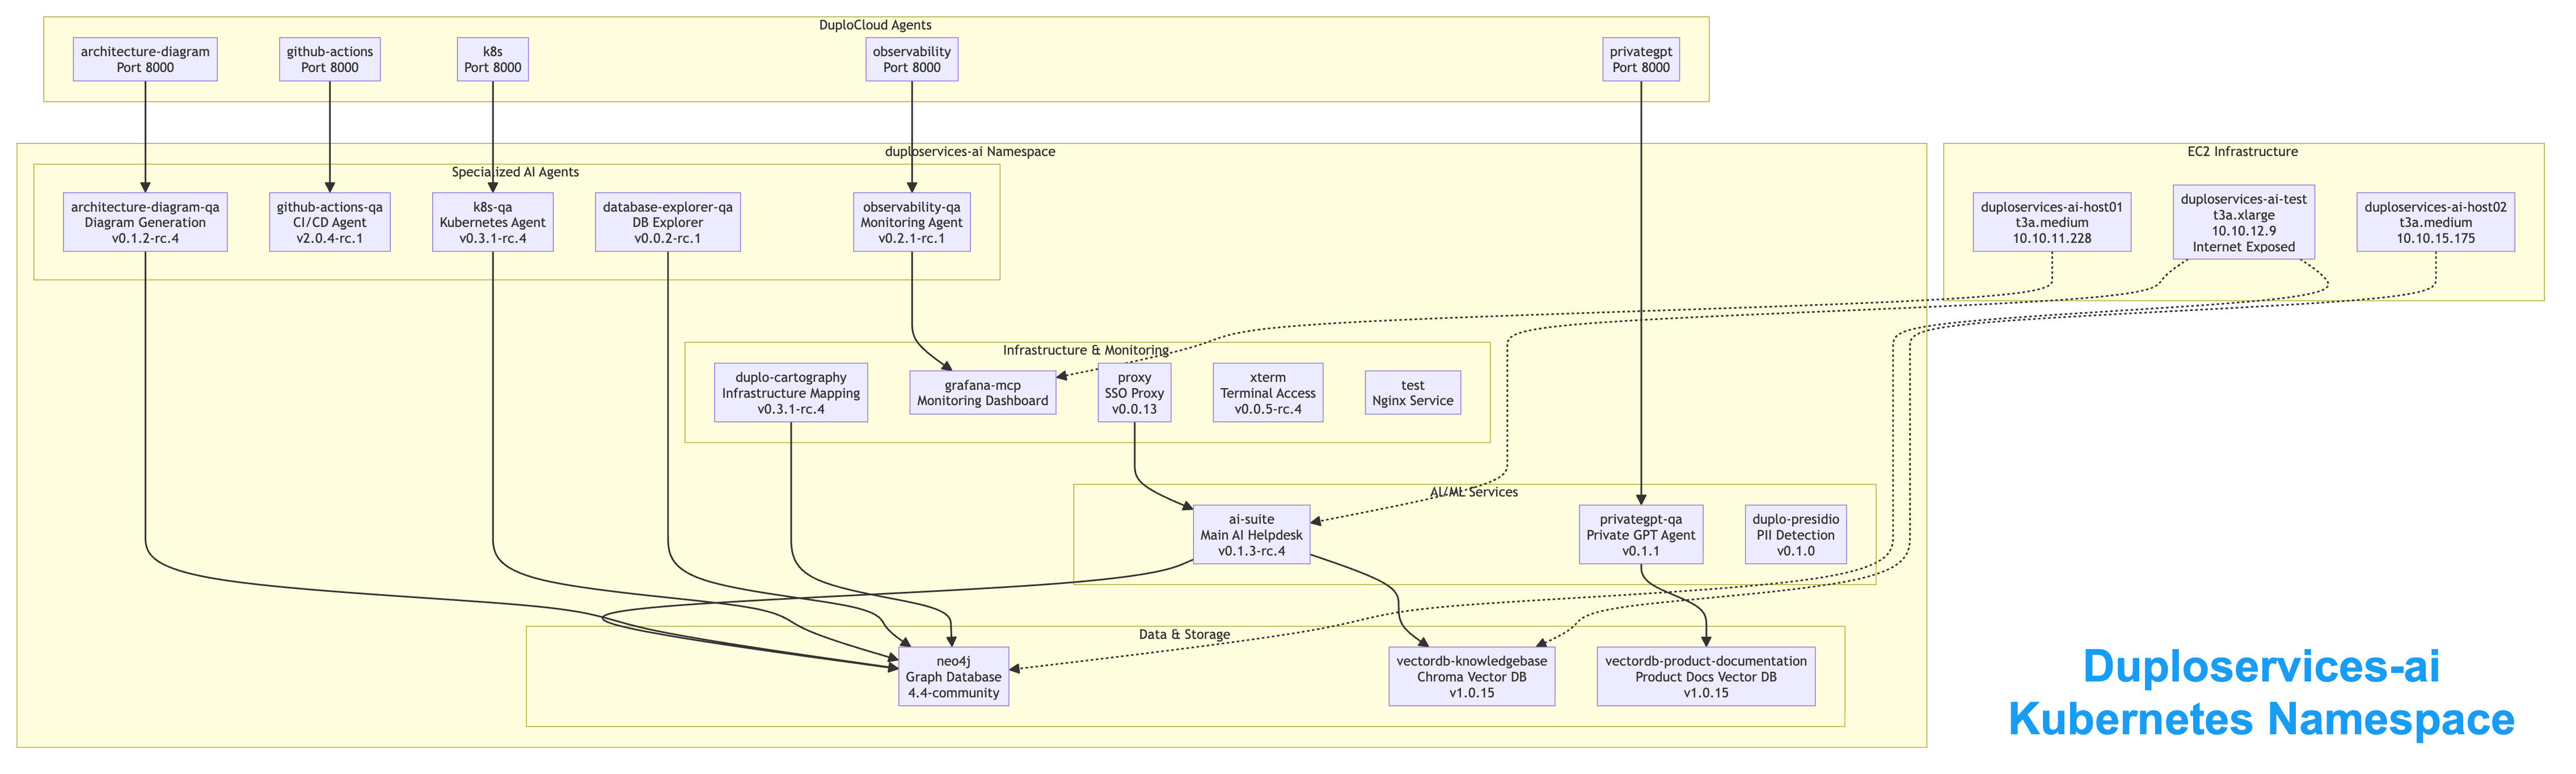 DuploCloud Agents
architecture-diagram
Port 8000
github-actions
Port 8000
k8s
Port 8000
observability
Port 8000
privategpt
Port 8000
duploservices-ai Namespace
Specialized AI Agents
architecture-diagram-qa
Diagram Generation
v0.1.2-rc.4
github-actions-qa
CI/CD Agent
v2.0.4-rc.1
k8s-qa
Kubernetes Agent
v0.3.1-rc.4
database-explorer-qa
DB Explorer
v0.0.2-rc.1
observability-qa
Monitoring Agent
v0.2.1-rc.1
EC2 Infrastructure
duploservices-ai-host01
t3a.medium
10.10.11.228
duploservices-ai-test
t3a.xlarge
10.10.12.9
Internet Exposed
duploservices-ai-host02
t3a.medium
10.10.15.175
Infrastructure & Monitoring
duplo-cartography
Infrastructure Mapping
v0.3.1-rc.4
grafana-mcp
Monitoring Dashboard
proxy
SSO Proxy
v0.0.13
xterm
Terminal Access
v0.0.5-rc.4
test
Nginx Service
AI/ML Services
ai-suite
Main AI Helpdesk
v0.1.3-rc.4
privategpt-qa
Private GPT Agent
v0.1.1
duplo-presidio
PII Detection
v0.1.0
Data & Storage
neo4j
Graph Database
4.4-community
vectordb-knowledgebase
Chroma Vector DB
v1.0.15
vectordb-product-documentation
Product Docs Vector DB
v1.0.15
Duploservices-ai
Kubernetes Namespace